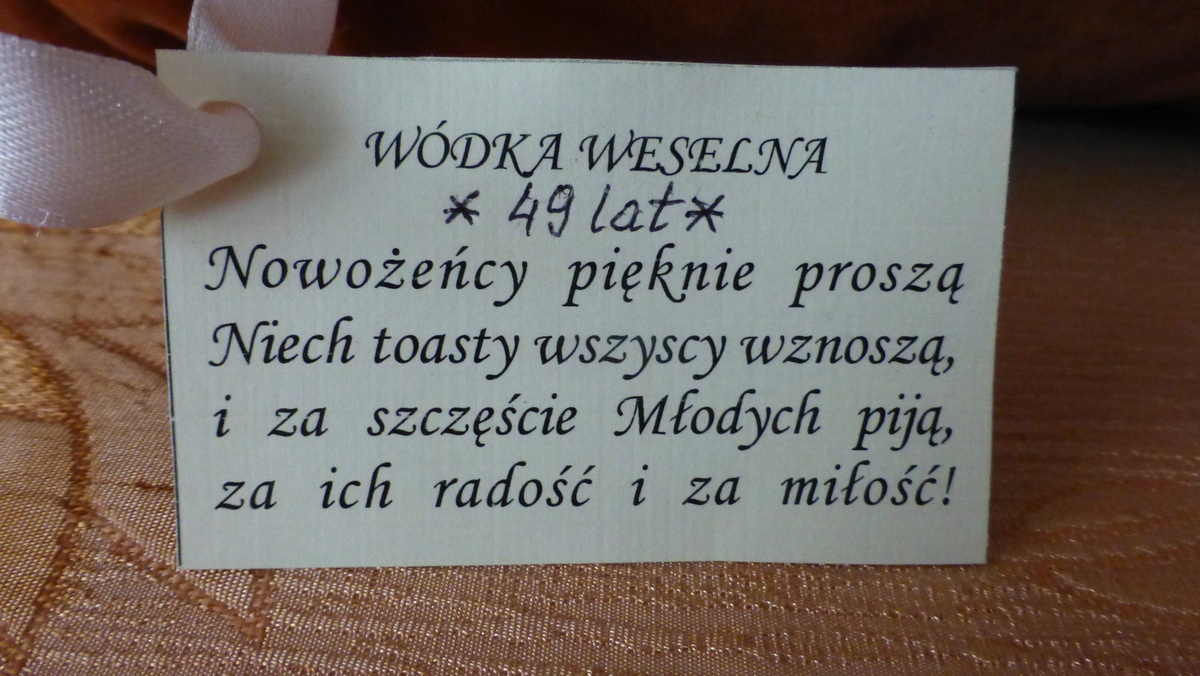 WÓDKA WESELNA
* 49 lat *
Nowożeńcy pięknie proszą
Niech toasty wszyscy wznoszą,
i za szczęście Młodych piją,
za ich radość i za miłość!